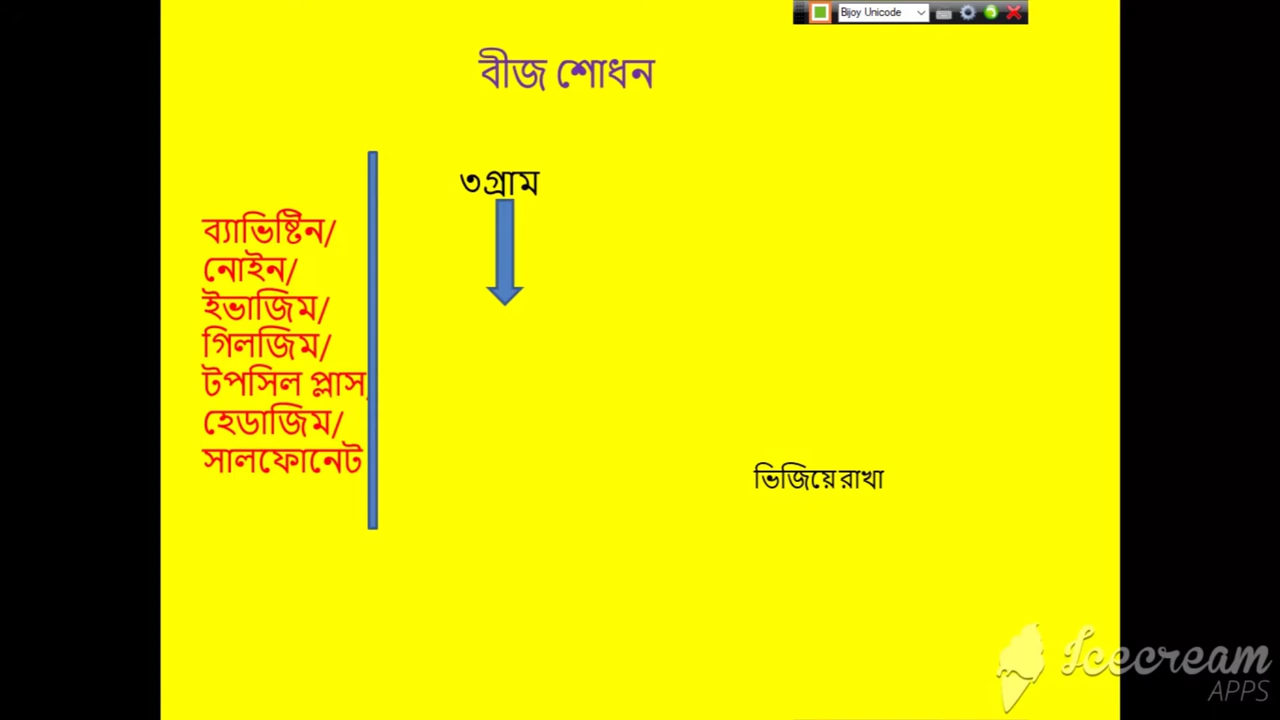 Bijoy Unicode
বীজ শোধন
৩গ্রাম
ব্যাভিষ্টিন/
নোইন/
ইভাজিম/
গিলজিম/
টপসিল প্লাস/
হেডাজিম/
সালফোনেট
ভিজিয়ে রাখা
Icecream
APPS